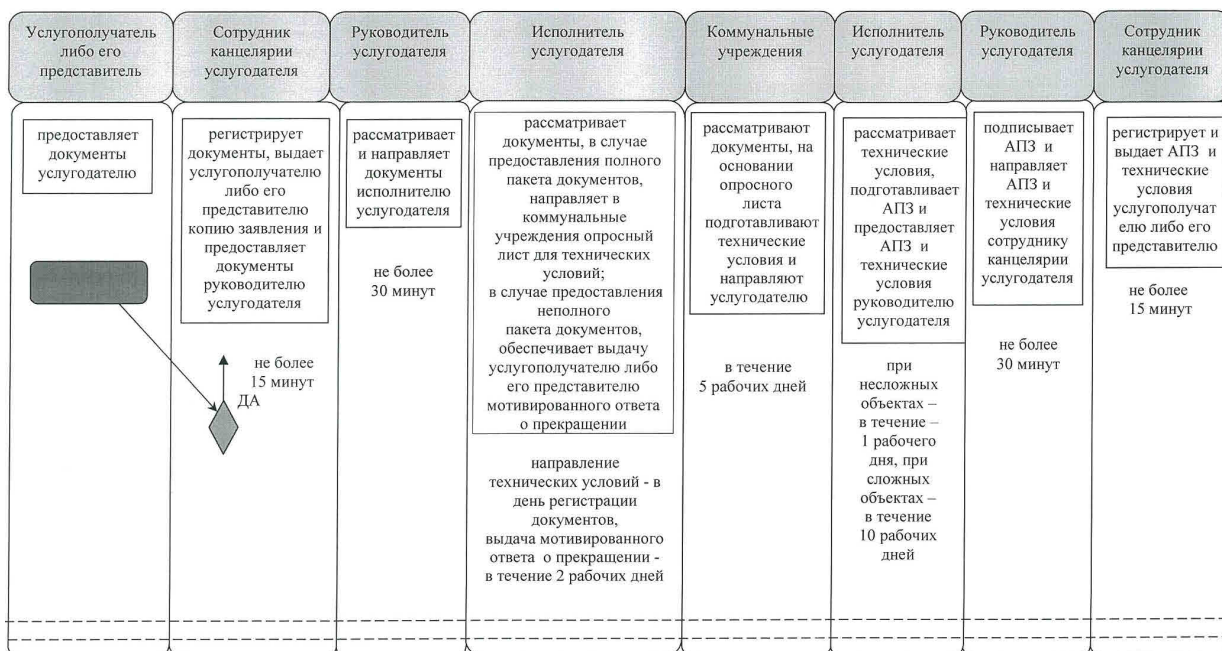 Услугополучатель
либо его
представитель
Сотрудник
канцелярии
услугодателя
Руководитель
услугодателя
Исполнитель
услугодателя
Коммунальные
учреждения
Исполнитель
услугодателя
Руководитель
услугодателя
Сотрудник
канцелярии
услугодателя
предоставляет
документы
услугодателю
регистрирует
документы, выдает
услугополучателю
либо его
представителю
копию заявления и
предоставляет
документы
руководителю
услугодателя
не более
15 минут
ДА
рассматривает
и направляет
документы
исполнителю
услугодателя
не более
30 минут
рассматривает
документы, в случае
предоставления полного
пакета документов,
направляет в
коммунальные
учреждения опросный
лист для технических
условий;
в случае предоставления
неполного
пакета документов,
обеспечивает выдачу
услугополучателю либо
его представителю
мотивированного ответа
о прекращении
направление
технических условий - в
день регистрации
документов,
выдача мотивированного
ответа о прекращении -
в течение 2 рабочих дней
рассматривают
документы, на
основании
опросного
листа
подготавливают
технические
условия и
направляют
услугодателю
в течение
5 рабочих дней
рассматривает
технические
условия,
подготавливает
АПЗ и
предоставляет
АПЗ и
технические
условия
руководителю
услугодателя
при
несложных
объектах –
в течение –
1 рабочего
дня, при
сложных
объектах –
в течение
10 рабочих
дней
подписывает
АПЗ и
направляет
АПЗ и
технические
условия
сотруднику
канцелярии
услугодателя
не более
30 минут
регистрирует и
выдает АПЗ и
технические
условия
услугополучат
елю либо его
представителю
не более
15 минут